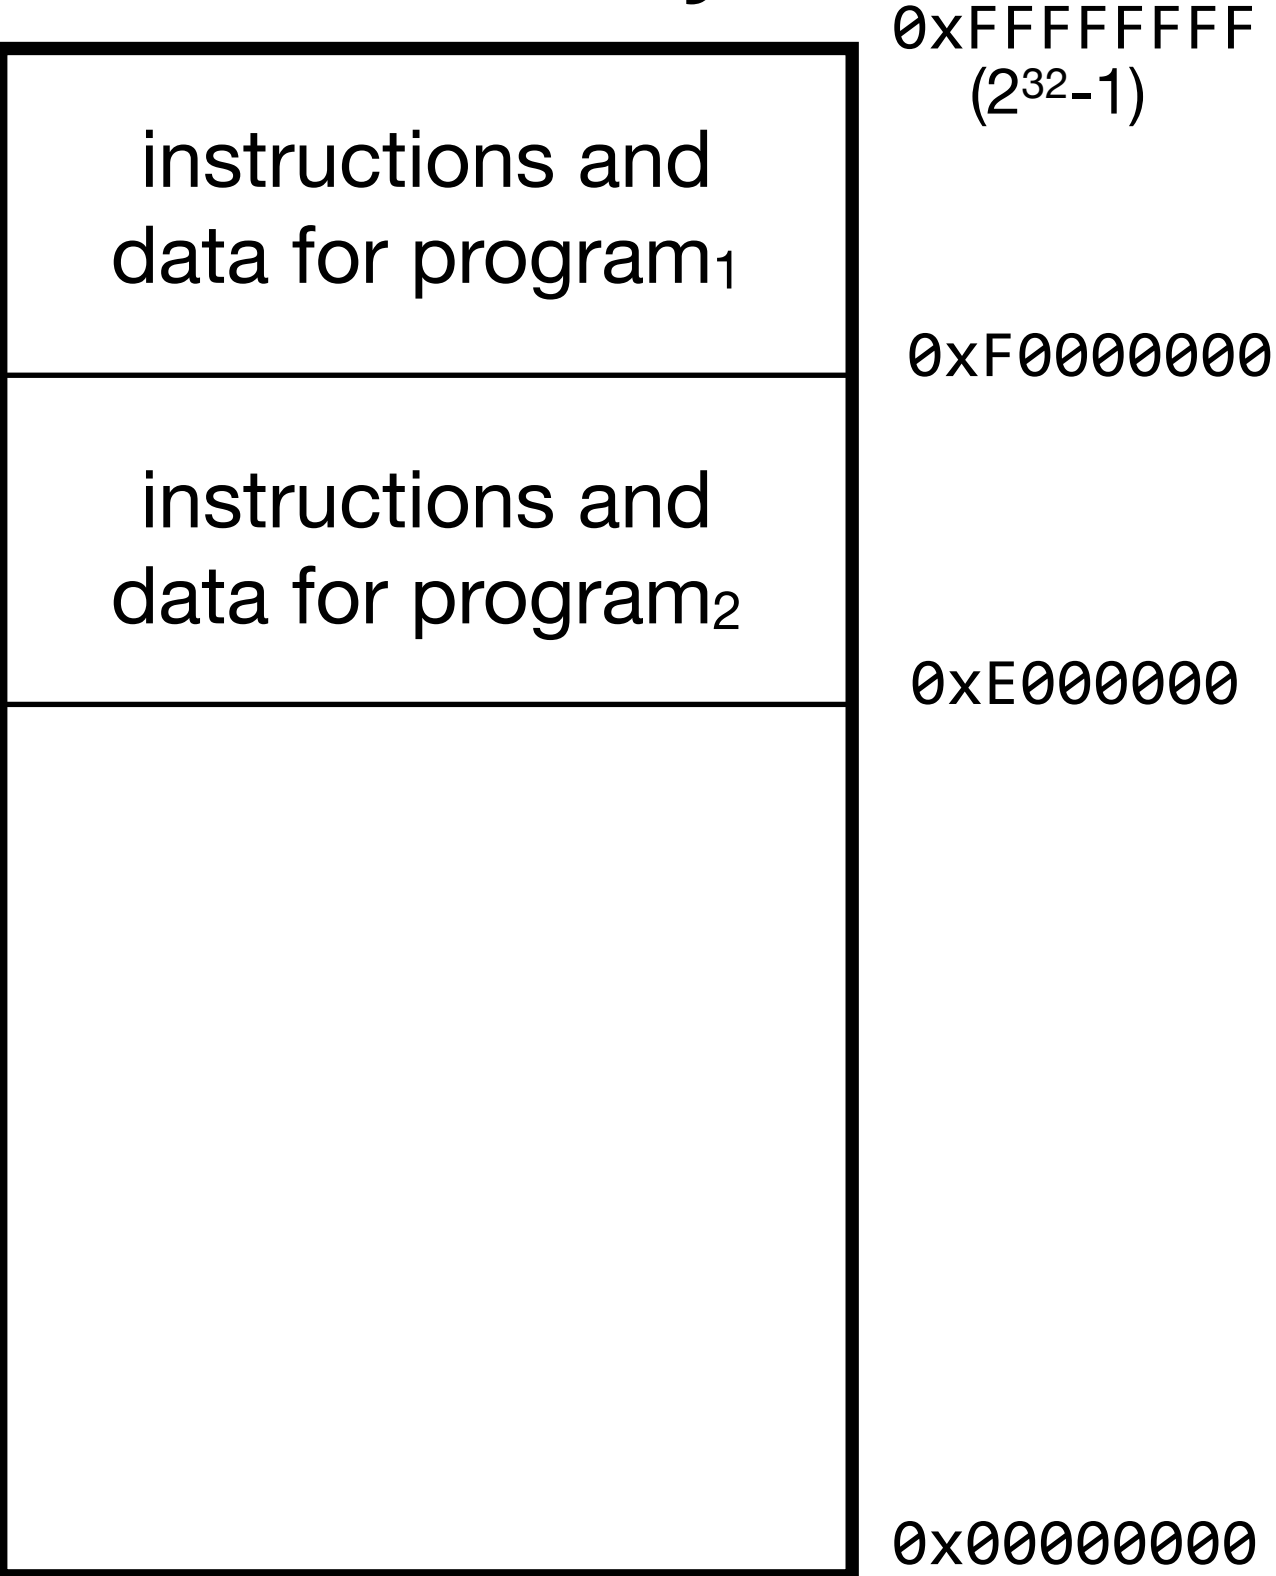 0xFFFFFFFF
(2³²-1)
instructions and
data for program₁
0xF0000000
instructions and
data for program₂
0xE000000
0x00000000